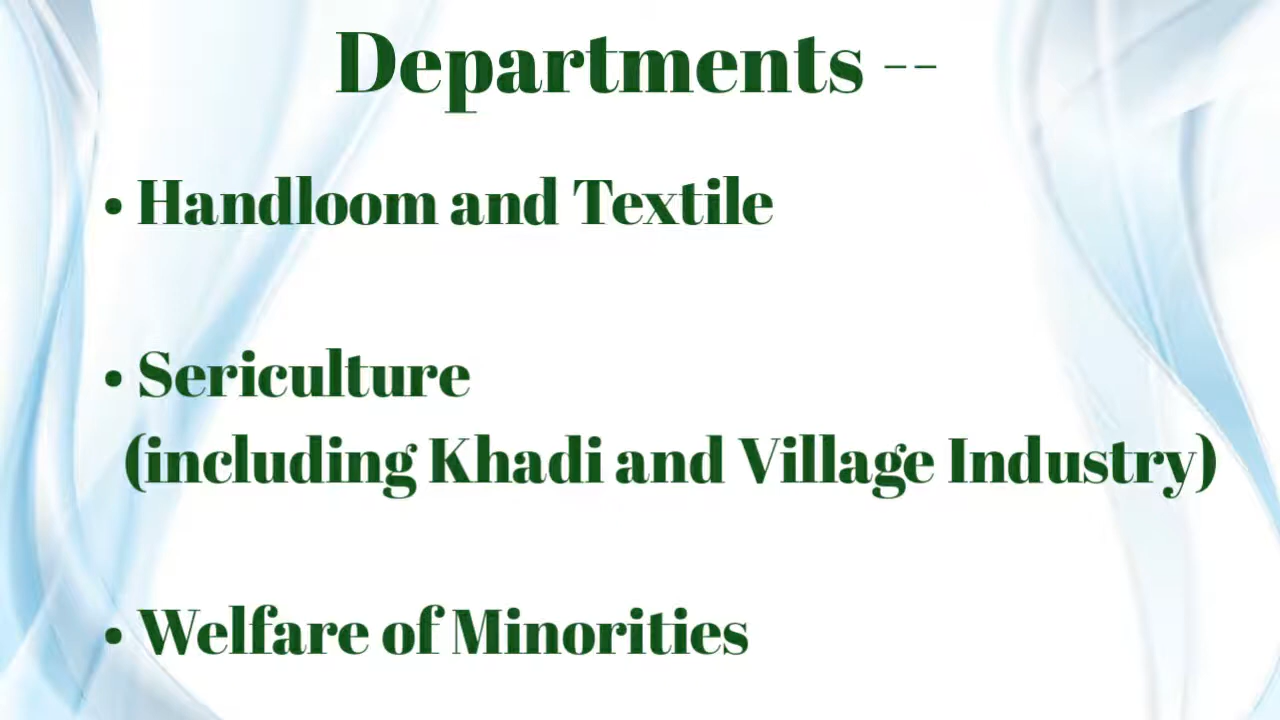 Departments --
• Handloom and Textile
• Sericulture
(including Khadi and Village Industry)
• Welfare of Minorities